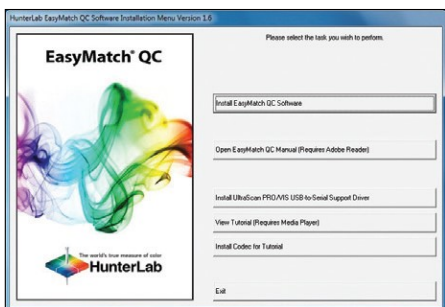 HunterLab EasyMatch QC Software Installation Menu Version 1.6
Please select the task you wish to perform.
EasyMatch® QC
Install EasyMatch QC Software
Open EasyMatch QC Manual (Requires Adobe Reader)
Install UltraScan PRO/VIS USB-to-Serial Support Driver
View Tutorial (Requires Media Player)
Install Codec for Tutorial
The world's true measure of color
HunterLab
Exit